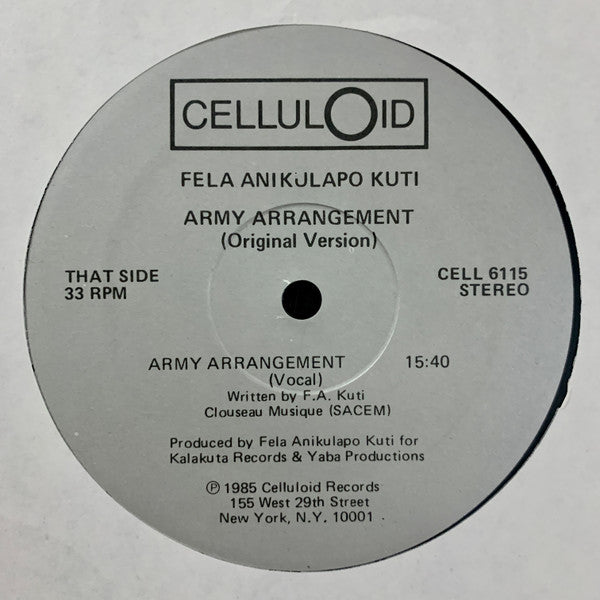 CELLULOID
FELA ANIKULAPO KUTI
ARMY ARRANGEMENT
(Original Version)
THAT SIDE
33 RPM
CELL 6115
STEREO
ARMY ARRANGEMENT 15:40
(Vocal)
Written by F.A. Kuti
Clouseau Musique (SACEM)
Produced by Fela Anikulapo Kuti for
Kalakuta Records & Yaba Productions
Ⓟ 1985 Celluloid Records
155 West 29th Street
New York, N.Y. 10001